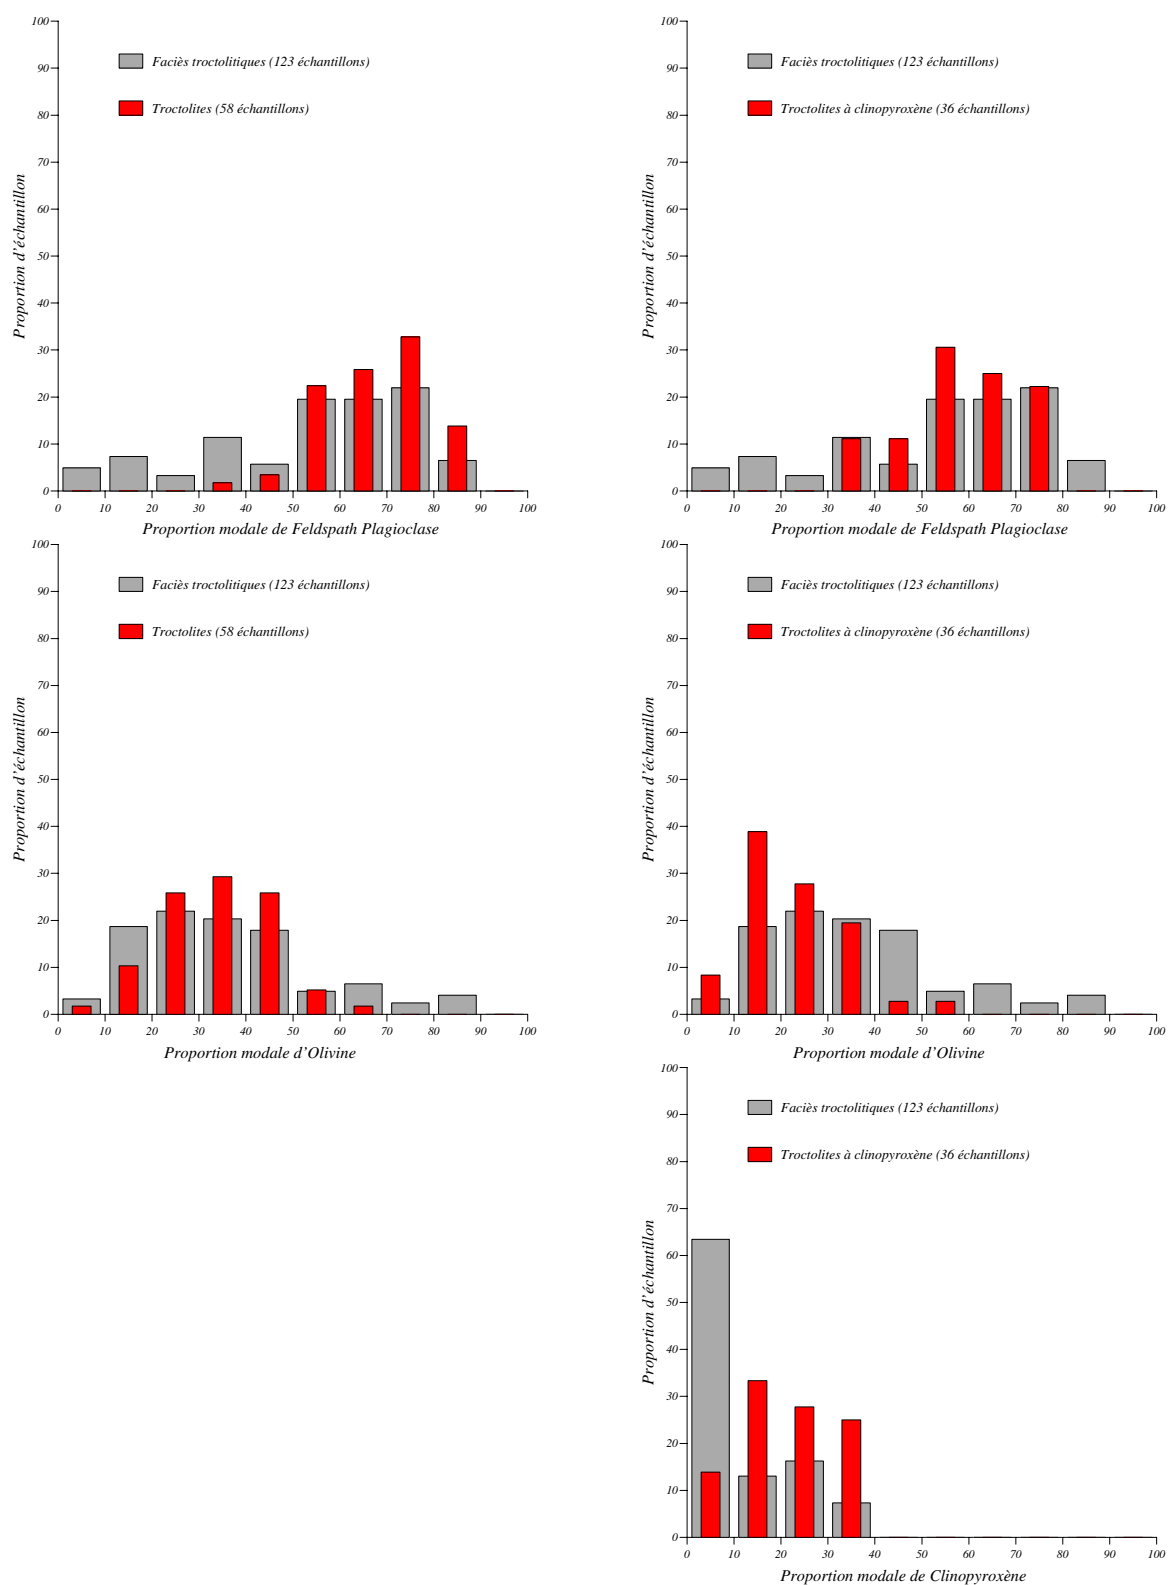 100
90
80
70
60
50
40
30
20
10
0
Proportion d'échantillon
Faciès troctolitiques (123 échantillons)
Troctolites (58 échantillons)
0 10 20 30 40 50 60 70 80 90 100
Proportion modale de Feldspath Plagioclase
100
90
80
70
60
50
40
30
20
10
0
Proportion d'échantillon
Faciès troctolitiques (123 échantillons)
Troctolites à clinopyroxène (36 échantillons)
0 10 20 30 40 50 60 70 80 90 100
Proportion modale de Feldspath Plagioclase
100
90
80
70
60
50
40
30
20
10
0
Proportion d'échantillon
Faciès troctolitiques (123 échantillons)
Troctolites (58 échantillons)
0 10 20 30 40 50 60 70 80 90 100
Proportion modale d'Olivine
100
90
80
70
60
50
40
30
20
10
0
Proportion d'échantillon
Faciès troctolitiques (123 échantillons)
Troctolites à clinopyroxène (36 échantillons)
0 10 20 30 40 50 60 70 80 90 100
Proportion modale d'Olivine
100
90
80
70
60
50
40
30
20
10
0
Proportion d'échantillon
Faciès troctolitiques (123 échantillons)
Troctolites à clinopyroxène (36 échantillons)
0 10 20 30 40 50 60 70 80 90 100
Proportion modale de Clinopyroxène